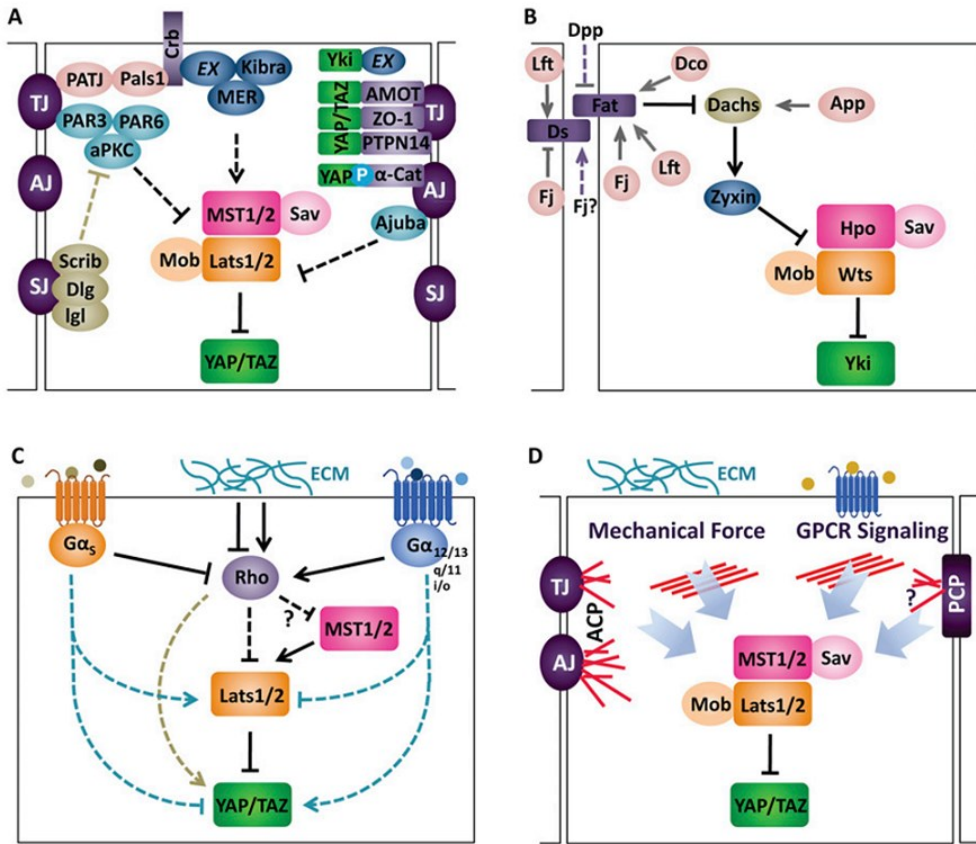 A
Crb
PATJ
Pals1
EX
Kibra
MER
Yki
EX
TJ
PAR3
PAR6
aPKC
YAP/TAZ
AMOT
ZO-1
PTPN14
TJ
YAP
P
α-Cat
AJ
AJ
MST1/2
Sav
Ajuba
Mob
Lats1/2
Scrib
Dlg
lgl
SJ
SJ
YAP/TAZ
B
Dpp
Lft
Dco
Fat
Dachs
App
Ds
Fj
Fj?
Fj
Lft
Zyxin
Hpo
Sav
Mob
Wts
Yki
C
ECM
Gαs
Gα12/13
q/11
i/o
Rho
?
MST1/2
Lats1/2
YAP/TAZ
D
ECM
Mechanical Force
GPCR Signaling
TJ
ACP
AJ
?
PCP
MST1/2
Sav
Mob
Lats1/2
YAP/TAZ